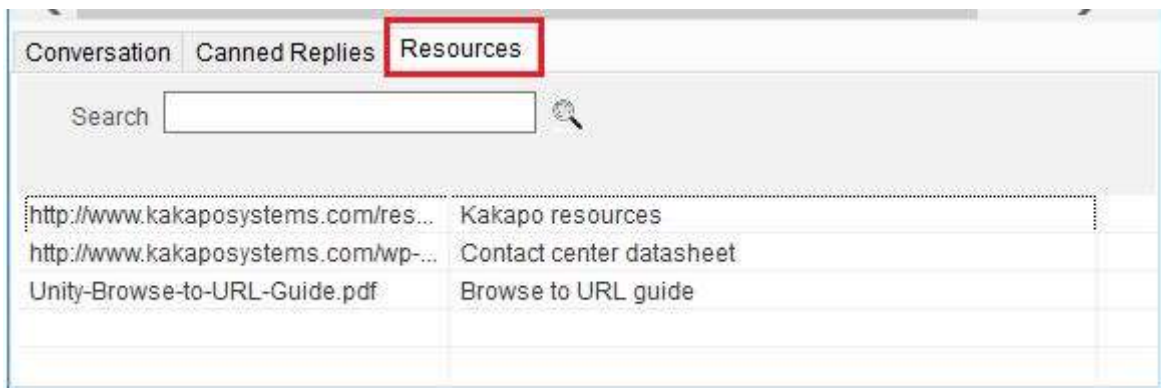 Conversation Canned Replies Resources
Search
http://www.kakaposystems.com/res... Kakapo resources
http://www.kakaposystems.com/wp-... Contact center datasheet
Unity-Browse-to-URL-Guide.pdf Browse to URL guide